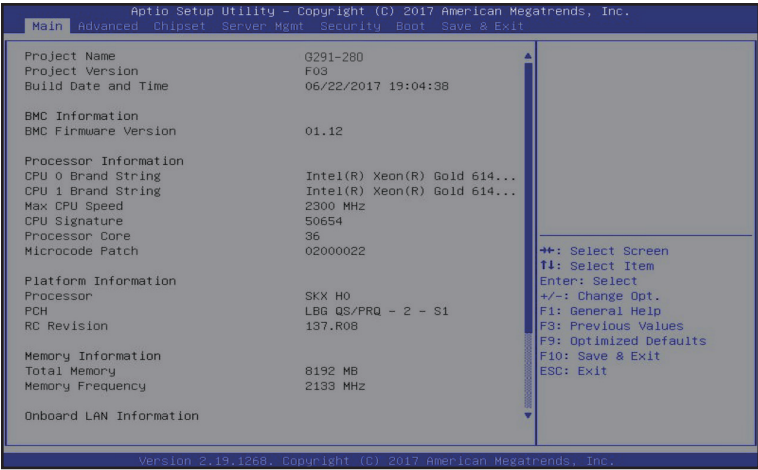 Aptio Setup Utility – Copyright (C) 2017 American Megatrends, Inc.
Main Advanced Chipset Server Mgmt Security Boot Save & Exit
Project Name G291-280
Project Version F03
Build Date and Time 06/22/2017 19:04:38
BMC Information
BMC Firmware Version 01.12
Processor Information
CPU 0 Brand String Intel(R) Xeon(R) Gold 614...
CPU 1 Brand String Intel(R) Xeon(R) Gold 614...
Max CPU Speed 2300 MHz
CPU Signature 50654
Processor Core 36
Microcode Patch 02000022
Platform Information
Processor SKX H0
PCH LBG QS/PRQ - 2 - S1
RC Revision 137.R08
Memory Information
Total Memory 8192 MB
Memory Frequency 2133 MHz
Onboard LAN Information
→←: Select Screen
↑↓: Select Item
Enter: Select
+/-: Change Opt.
F1: General Help
F3: Previous Values
F9: Optimized Defaults
F10: Save & Exit
ESC: Exit
Version 2.19.1268. Copyright (C) 2017 American Megatrends, Inc.